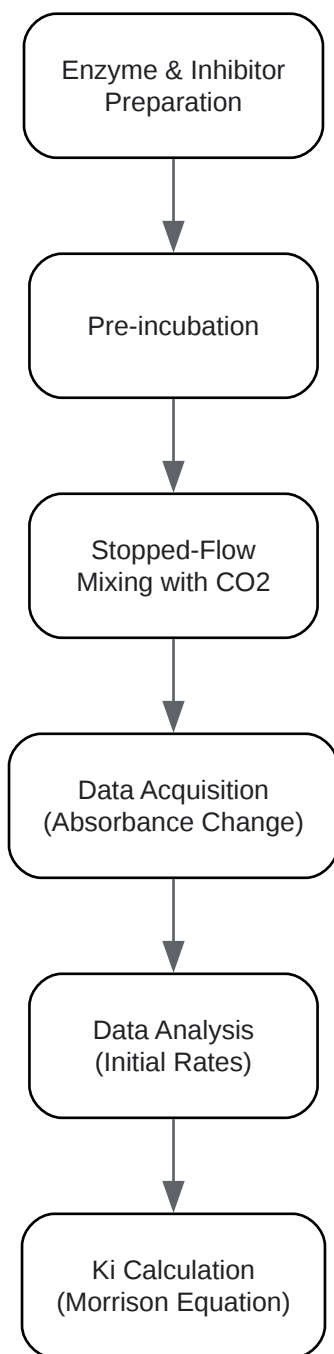 Enzyme & Inhibitor
Preparation
Pre-incubation
Stopped-Flow
Mixing with CO2
Data Acquisition
(Absorbance Change)
Data Analysis
(Initial Rates)
Ki Calculation
(Morrison Equation)